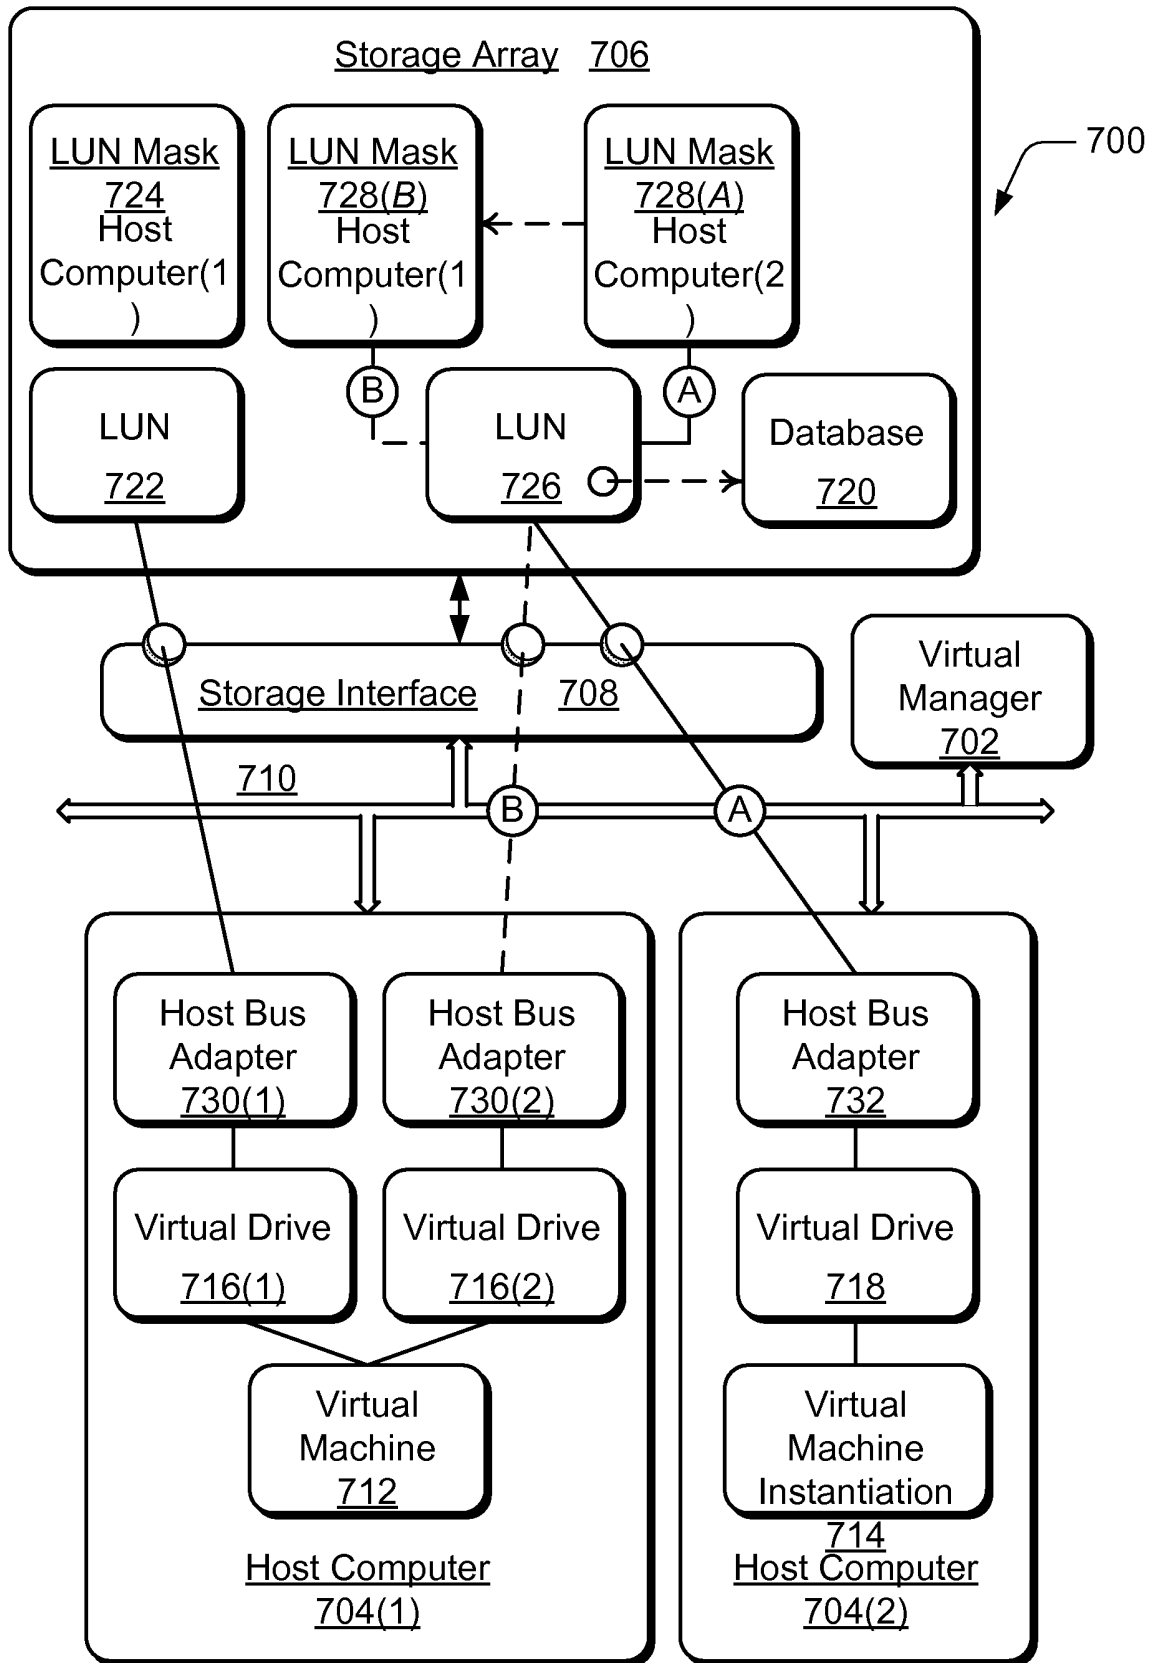 Storage Array 706
LUN Mask
724
Host
Computer(1
)
LUN Mask
728(B)
Host
Computer(1
)
LUN Mask
728(A)
Host
Computer(2
)
700
B
A
LUN
722
LUN
726
Database
720
Storage Interface 708
Virtual
Manager
702
710
B
A
Host Bus
Adapter
730(1)
Host Bus
Adapter
730(2)
Host Bus
Adapter
732
Virtual Drive
716(1)
Virtual Drive
716(2)
Virtual Drive
718
Virtual
Machine
712
Virtual
Machine
Instantiation
714
Host Computer
704(1)
Host Computer
704(2)